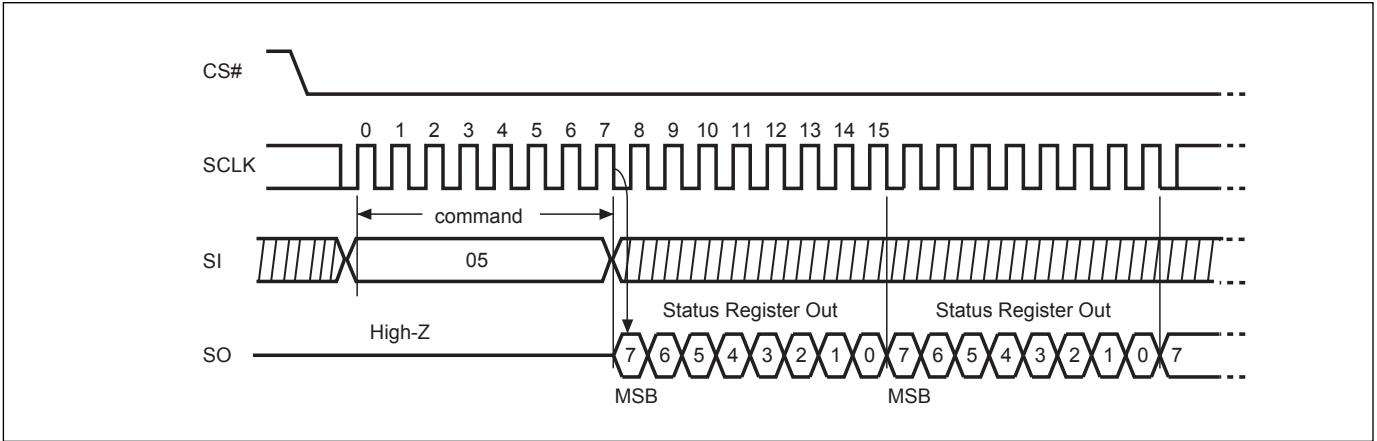 CS#
0 1 2 3 4 5 6 7 8 9 10 11 12 13 14 15
SCLK
command
SI
05
Status Register Out Status Register Out
High-Z
SO
7 6 5 4 3 2 1 0 7 6 5 4 3 2 1 0 7
MSB MSB